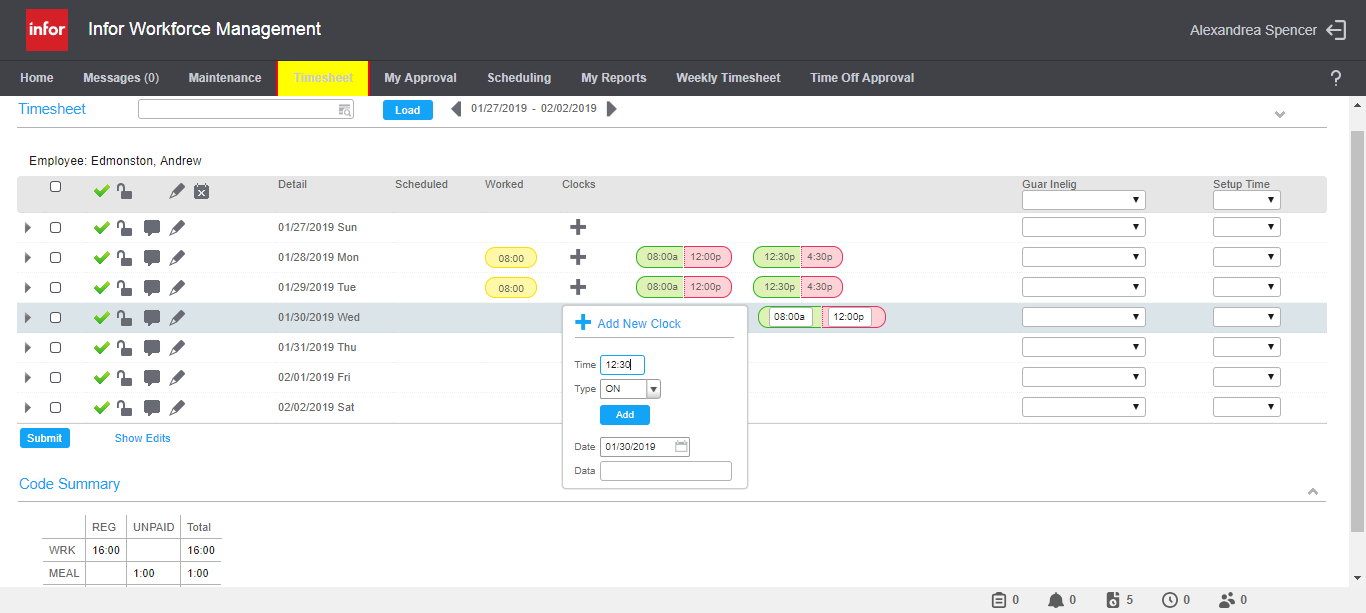 infor Infor Workforce Management Alexandrea Spencer
Home Messages (0) Maintenance Timesheet My Approval Scheduling My Reports Weekly Timesheet Time Off Approval ?
Timesheet Load 01/27/2019 - 02/02/2019
Employee: Edmonston, Andrew
Detail Scheduled Worked Clocks Guar Inelig Setup Time
01/27/2019 Sun
01/28/2019 Mon 08:00 08:00a 12:00p 12:30p 4:30p
01/29/2019 Tue 08:00 08:00a 12:00p 12:30p 4:30p
01/30/2019 Wed 08:00a 12:00p
Add New Clock
01/31/2019 Thu
Time 12:30
02/01/2019 Fri
Type ON
02/02/2019 Sat
Add
Submit Show Edits
Date 01/30/2019
Data
Code Summary
REG UNPAID Total
WRK 16:00 16:00
MEAL 1:00 1:00
0 0 5 0 0